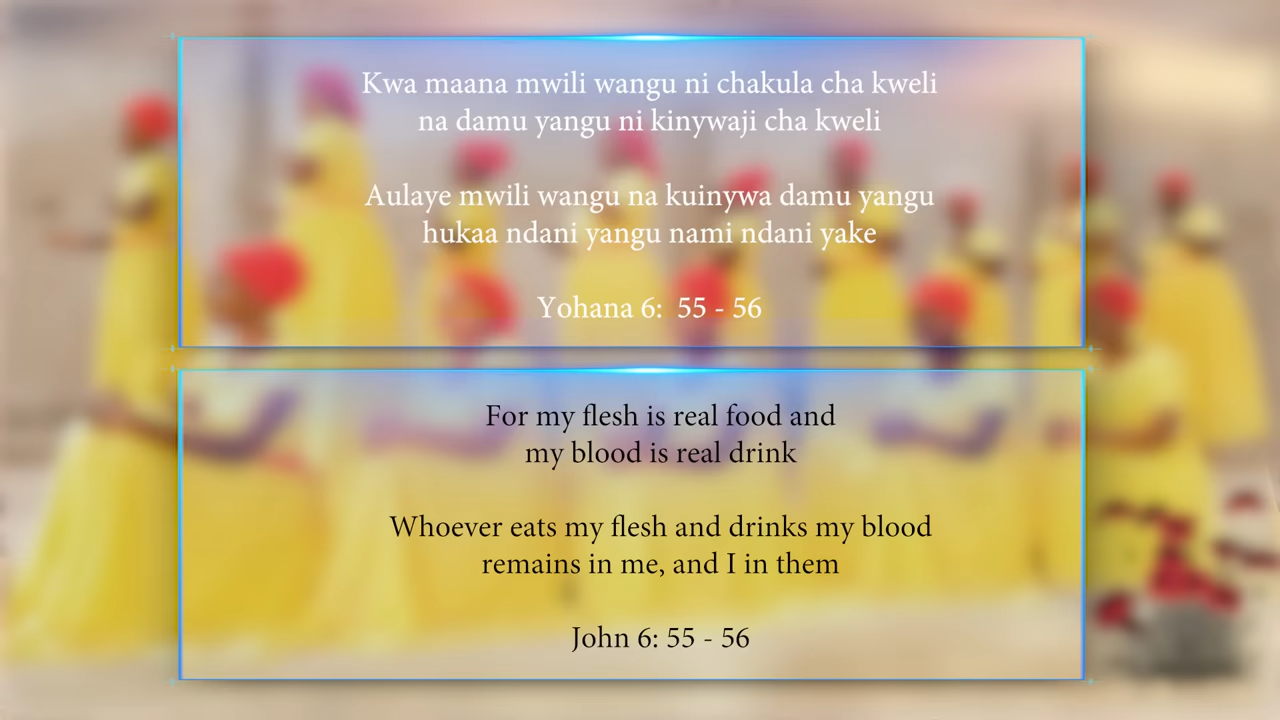 Kwa maana mwili wangu ni chakula cha kweli
na damu yangu ni kinywaji cha kweli
Aulaye mwili wangu na kuinywa damu yangu
hukaa ndani yangu nami ndani yake
Yohana 6: 55 - 56
For my flesh is real food and
my blood is real drink
Whoever eats my flesh and drinks my blood
remains in me, and I in them
John 6: 55 - 56